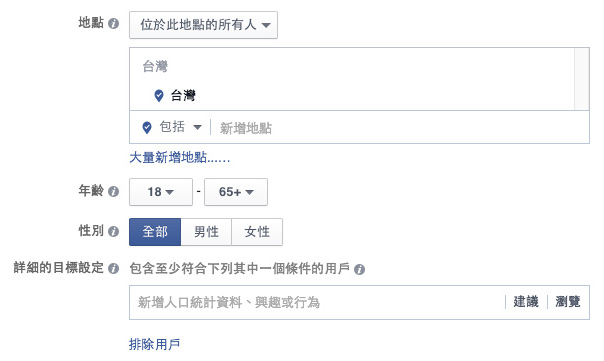 地點 位於此地點的所有人
台灣
台灣
包括 新增地點
大量新增地點......
年齡 18 - 65+
性別 全部 男性 女性
詳細的目標設定 包含至少符合下列其中一個條件的用戶
新增人口統計資料、興趣或行為 建議 瀏覽
排除用戶